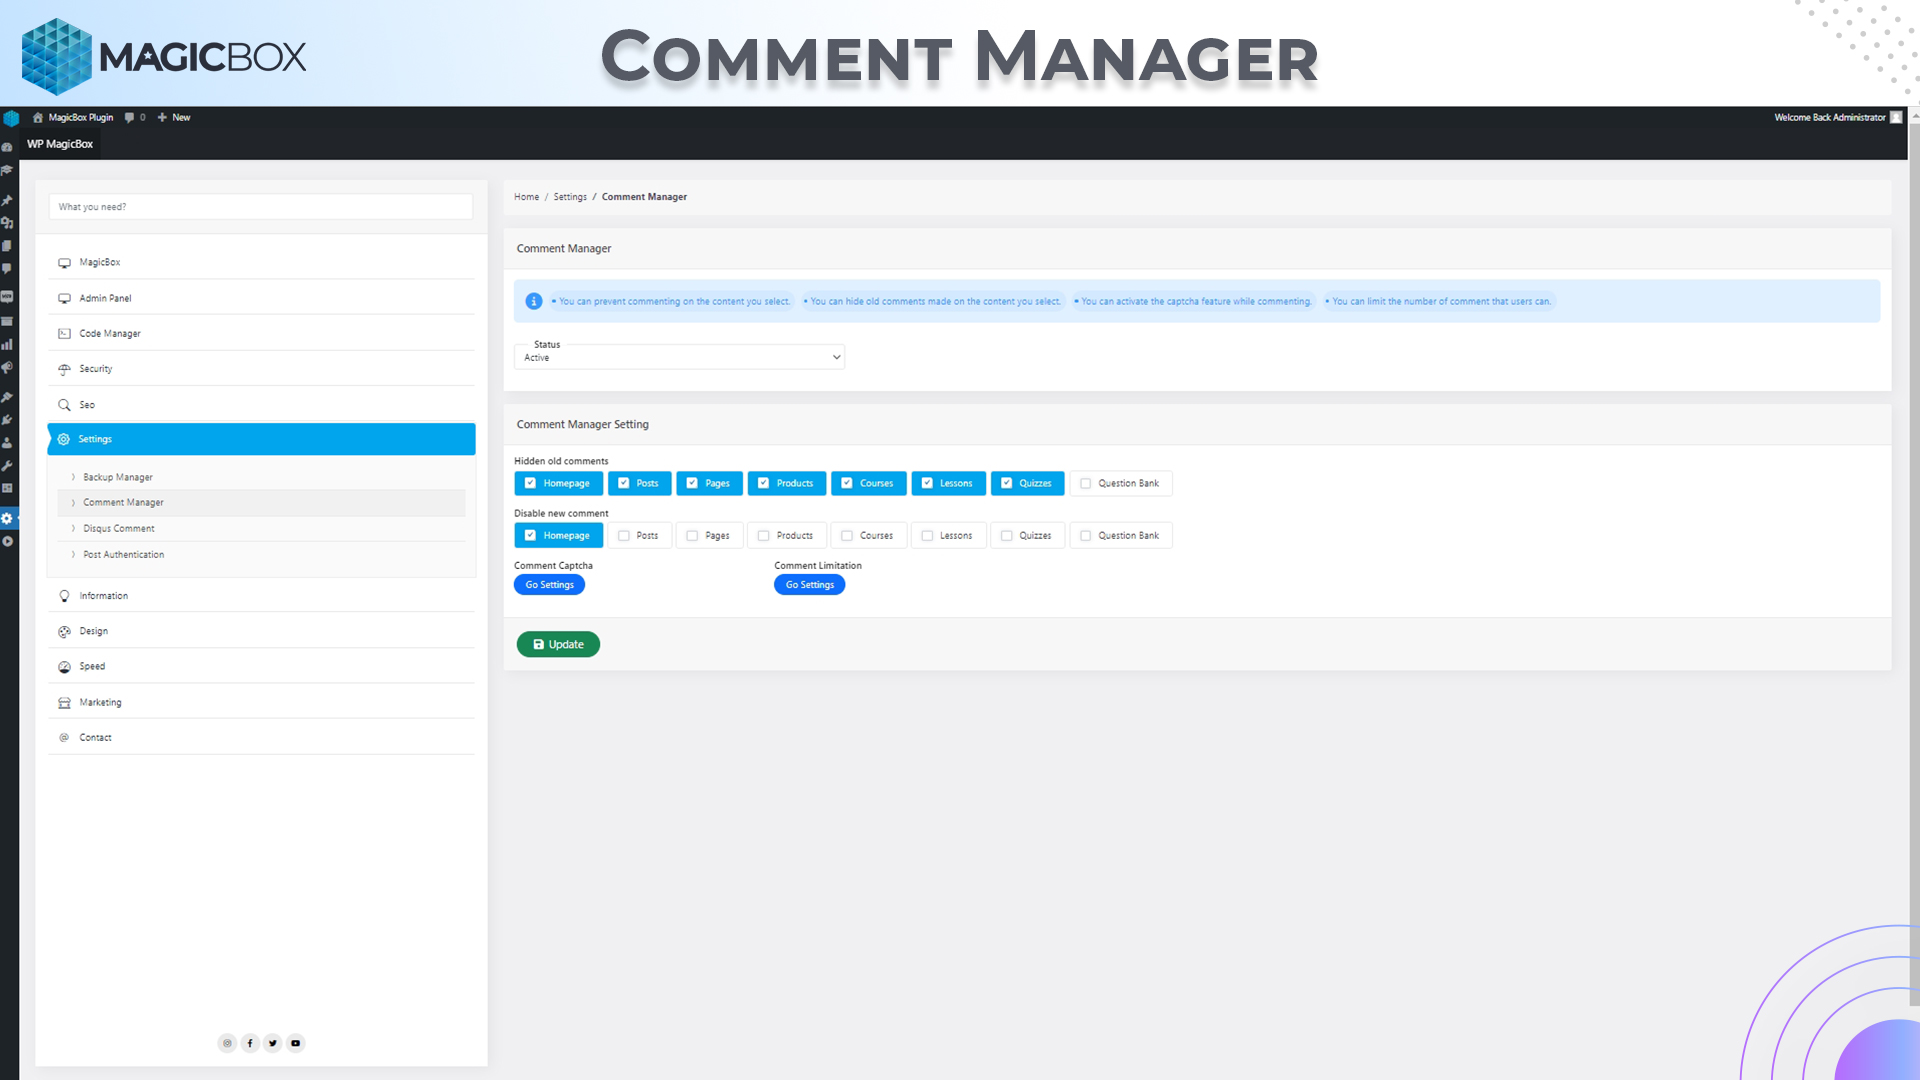 MAGICBOX
COMMENT MANAGER
MagicBox Plugin 0 New
Welcome Back Administrator
WP MagicBox
What you need?
MagicBox
Admin Panel
Code Manager
Security
Seo
Settings
Backup Manager
Comment Manager
Disqus Comment
Post Authentication
Information
Design
Speed
Marketing
Contact
Home / Settings / Comment Manager
Comment Manager
• You can prevent commenting on the content you select. • You can hide old comments made on the content you select. • You can activate the captcha feature while commenting. • You can limit the number of comment that users can.
Status
Active
Comment Manager Setting
Hidden old comments
Homepage Posts Pages Products Courses Lessons Quizzes Question Bank
Disable new comment
Homepage Posts Pages Products Courses Lessons Quizzes Question Bank
Comment Captcha Comment Limitation
Go Settings Go Settings
Update